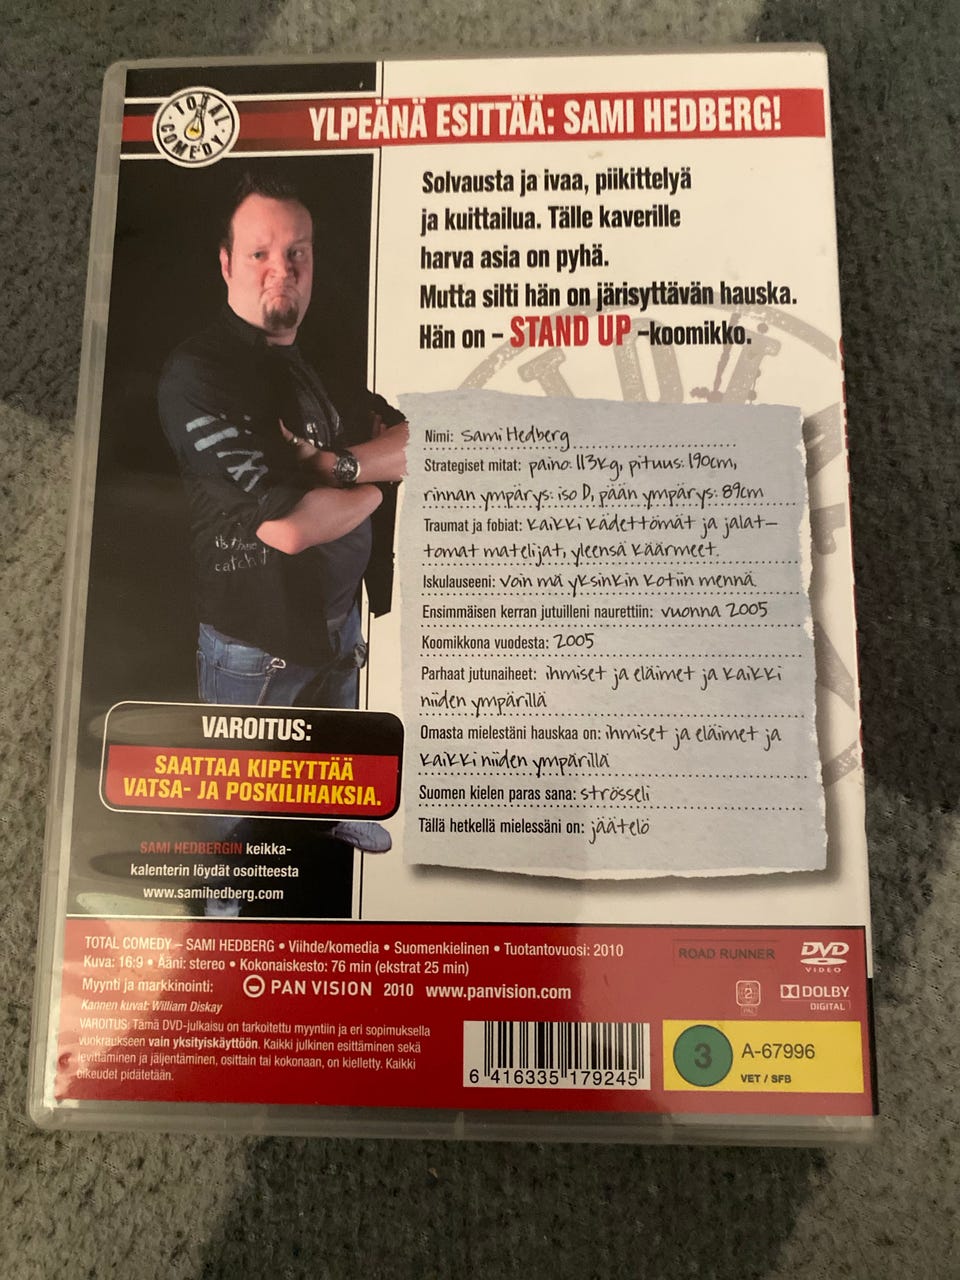 TOTAL COMEDY
YLPEÄNÄ ESITTÄÄ: SAMI HEDBERG!
Solvausta ja ivaa, piikittelyä
ja kuittailua. Tälle kaverille
harva asia on pyhä.
Mutta silti hän on järisyttävän hauska.
Hän on – STAND UP –koomikko.
Nimi: Sami Hedberg
Strategiset mitat: paino: 113kg, pituus: 190cm,
rinnan ympärys: iso D, pään ympärys: 89cm
Traumat ja fobiat: kaikki kädettömät ja jalat–
tomat matelijat, yleensä käärmeet.
Iskulauseeni: voin mä yksinkin kotiin mennä.
Ensimmäisen kerran jutuilleni naurettiin: vuonna 2005
Koomikkona vuodesta: 2005
Parhaat jutunaiheet: ihmiset ja eläimet ja kaikki
niiden ympärillä
Omasta mielestäni hauskaa on: ihmiset ja eläimet ja
kaikki niiden ympärillä
Suomen kielen paras sana: strösseli
Tällä hetkellä mielessäni on: jäätelö
its the
catch
VAROITUS:
SAATTAA KIPEYTTÄÄ
VATSA- JA POSKILIHAKSIA.
SAMI HEDBERGIN keikka-
kalenterin löydät osoitteesta
www.samihedberg.com
TOTAL COMEDY – SAMI HEDBERG • Viihde/komedia • Suomenkielinen • Tuotantovuosi: 2010
Kuva: 16:9 • Ääni: stereo • Kokonaiskesto: 76 min (ekstrat 25 min)
Myynti ja markkinointi: PAN VISION 2010 www.panvision.com
Kannen kuvat: William Diskay
VAROITUS: Tämä DVD-julkaisu on tarkoitettu myyntiin ja eri sopimuksella
vuokraukseen vain yksityiskäyttöön. Kaikki julkinen esittäminen sekä
levittäminen ja jäljentäminen, osittain tai kokonaan, on kielletty. Kaikki
oikeudet pidätetään.
ROAD RUNNER
DVD
VIDEO
2
PAL
DOLBY
DIGITAL
6 416335 179245
3 A-67996
VET / SFB